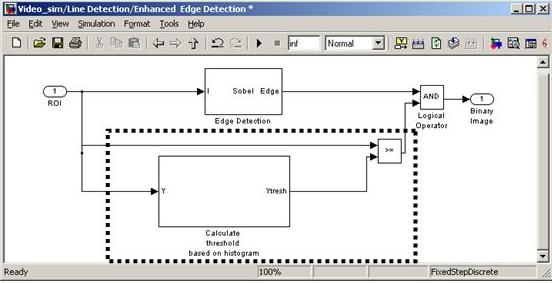 Video_sim/Line Detection/Enhanced Edge Detection *
File Edit View Simulation Format Tools Help
inf Normal
1
ROI
I Sobel Edge
Edge Detection
AND
Logical
Operator
1
Binary
Image
>=
Y Ytresh
Calculate
threshold
based on histogram
Ready 100% FixedStepDiscrete